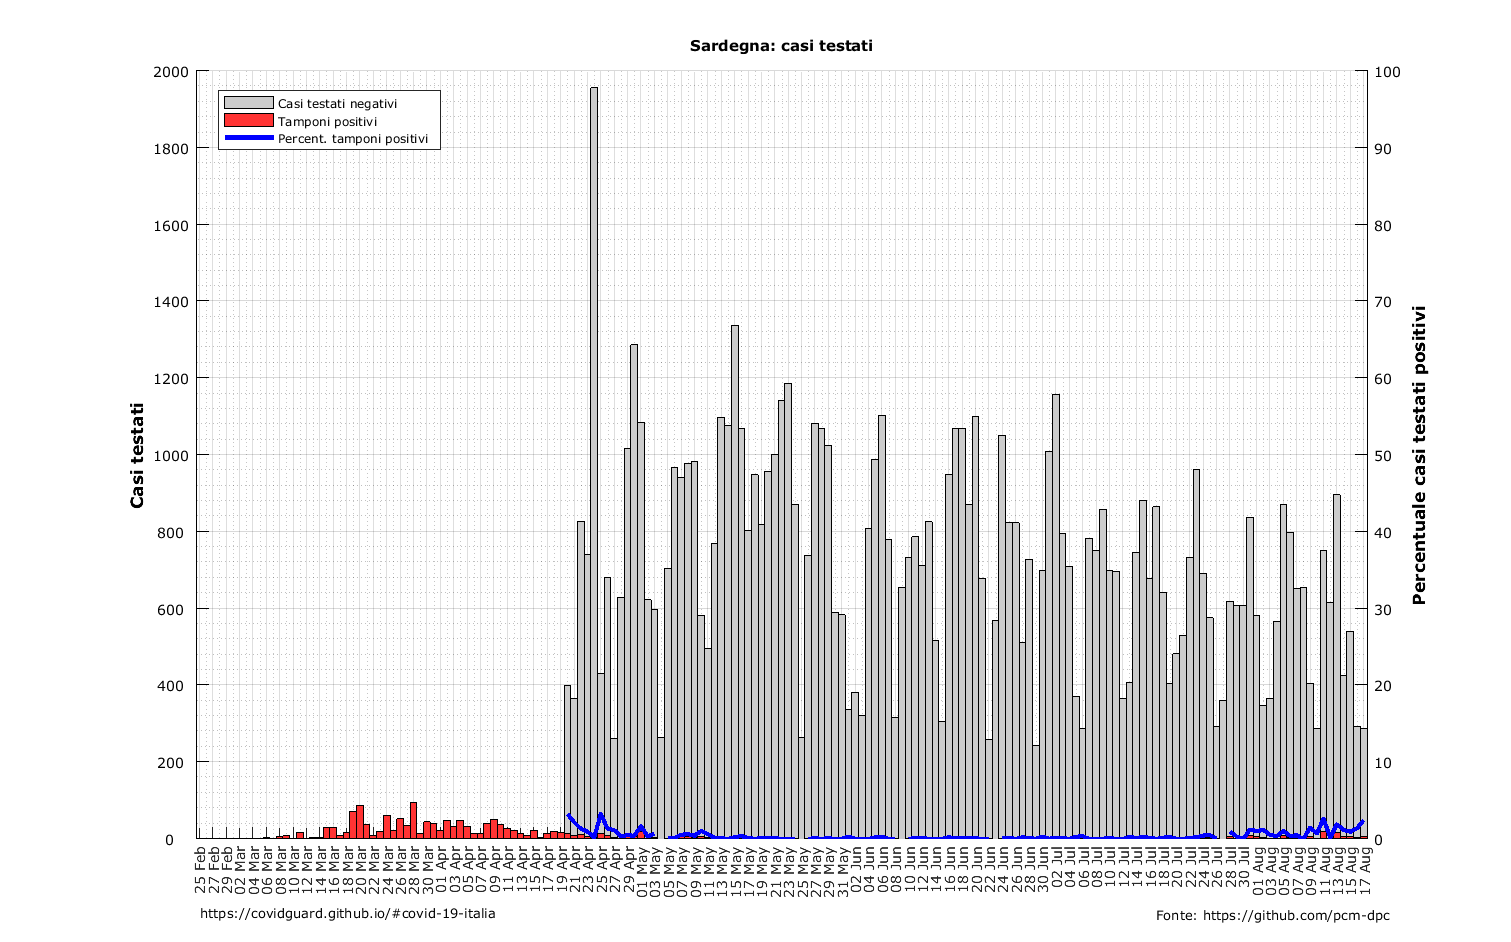 Sardegna: casi testati
Casi testati negativi
Tamponi positivi
Percent. tamponi positivi
Casi testati
2000
1800
1600
1400
1200
1000
800
600
400
200
0
Percentuale casi testati positivi
100
90
80
70
60
50
40
30
20
10
0
25 Feb
27 Feb
29 Feb
02 Mar
04 Mar
06 Mar
08 Mar
10 Mar
12 Mar
14 Mar
16 Mar
18 Mar
20 Mar
22 Mar
24 Mar
26 Mar
28 Mar
30 Mar
01 Apr
03 Apr
05 Apr
07 Apr
09 Apr
11 Apr
13 Apr
15 Apr
17 Apr
19 Apr
21 Apr
23 Apr
25 Apr
27 Apr
29 Apr
01 May
03 May
05 May
07 May
09 May
11 May
13 May
15 May
17 May
19 May
21 May
23 May
25 May
27 May
29 May
31 May
02 Jun
04 Jun
06 Jun
08 Jun
10 Jun
12 Jun
14 Jun
16 Jun
18 Jun
20 Jun
22 Jun
24 Jun
26 Jun
28 Jun
30 Jun
02 Jul
04 Jul
06 Jul
08 Jul
10 Jul
12 Jul
14 Jul
16 Jul
18 Jul
20 Jul
22 Jul
24 Jul
26 Jul
28 Jul
30 Jul
01 Aug
03 Aug
05 Aug
07 Aug
09 Aug
11 Aug
13 Aug
15 Aug
17 Aug
https://covidguard.github.io/#covid-19-italia
Fonte: https://github.com/pcm-dpc